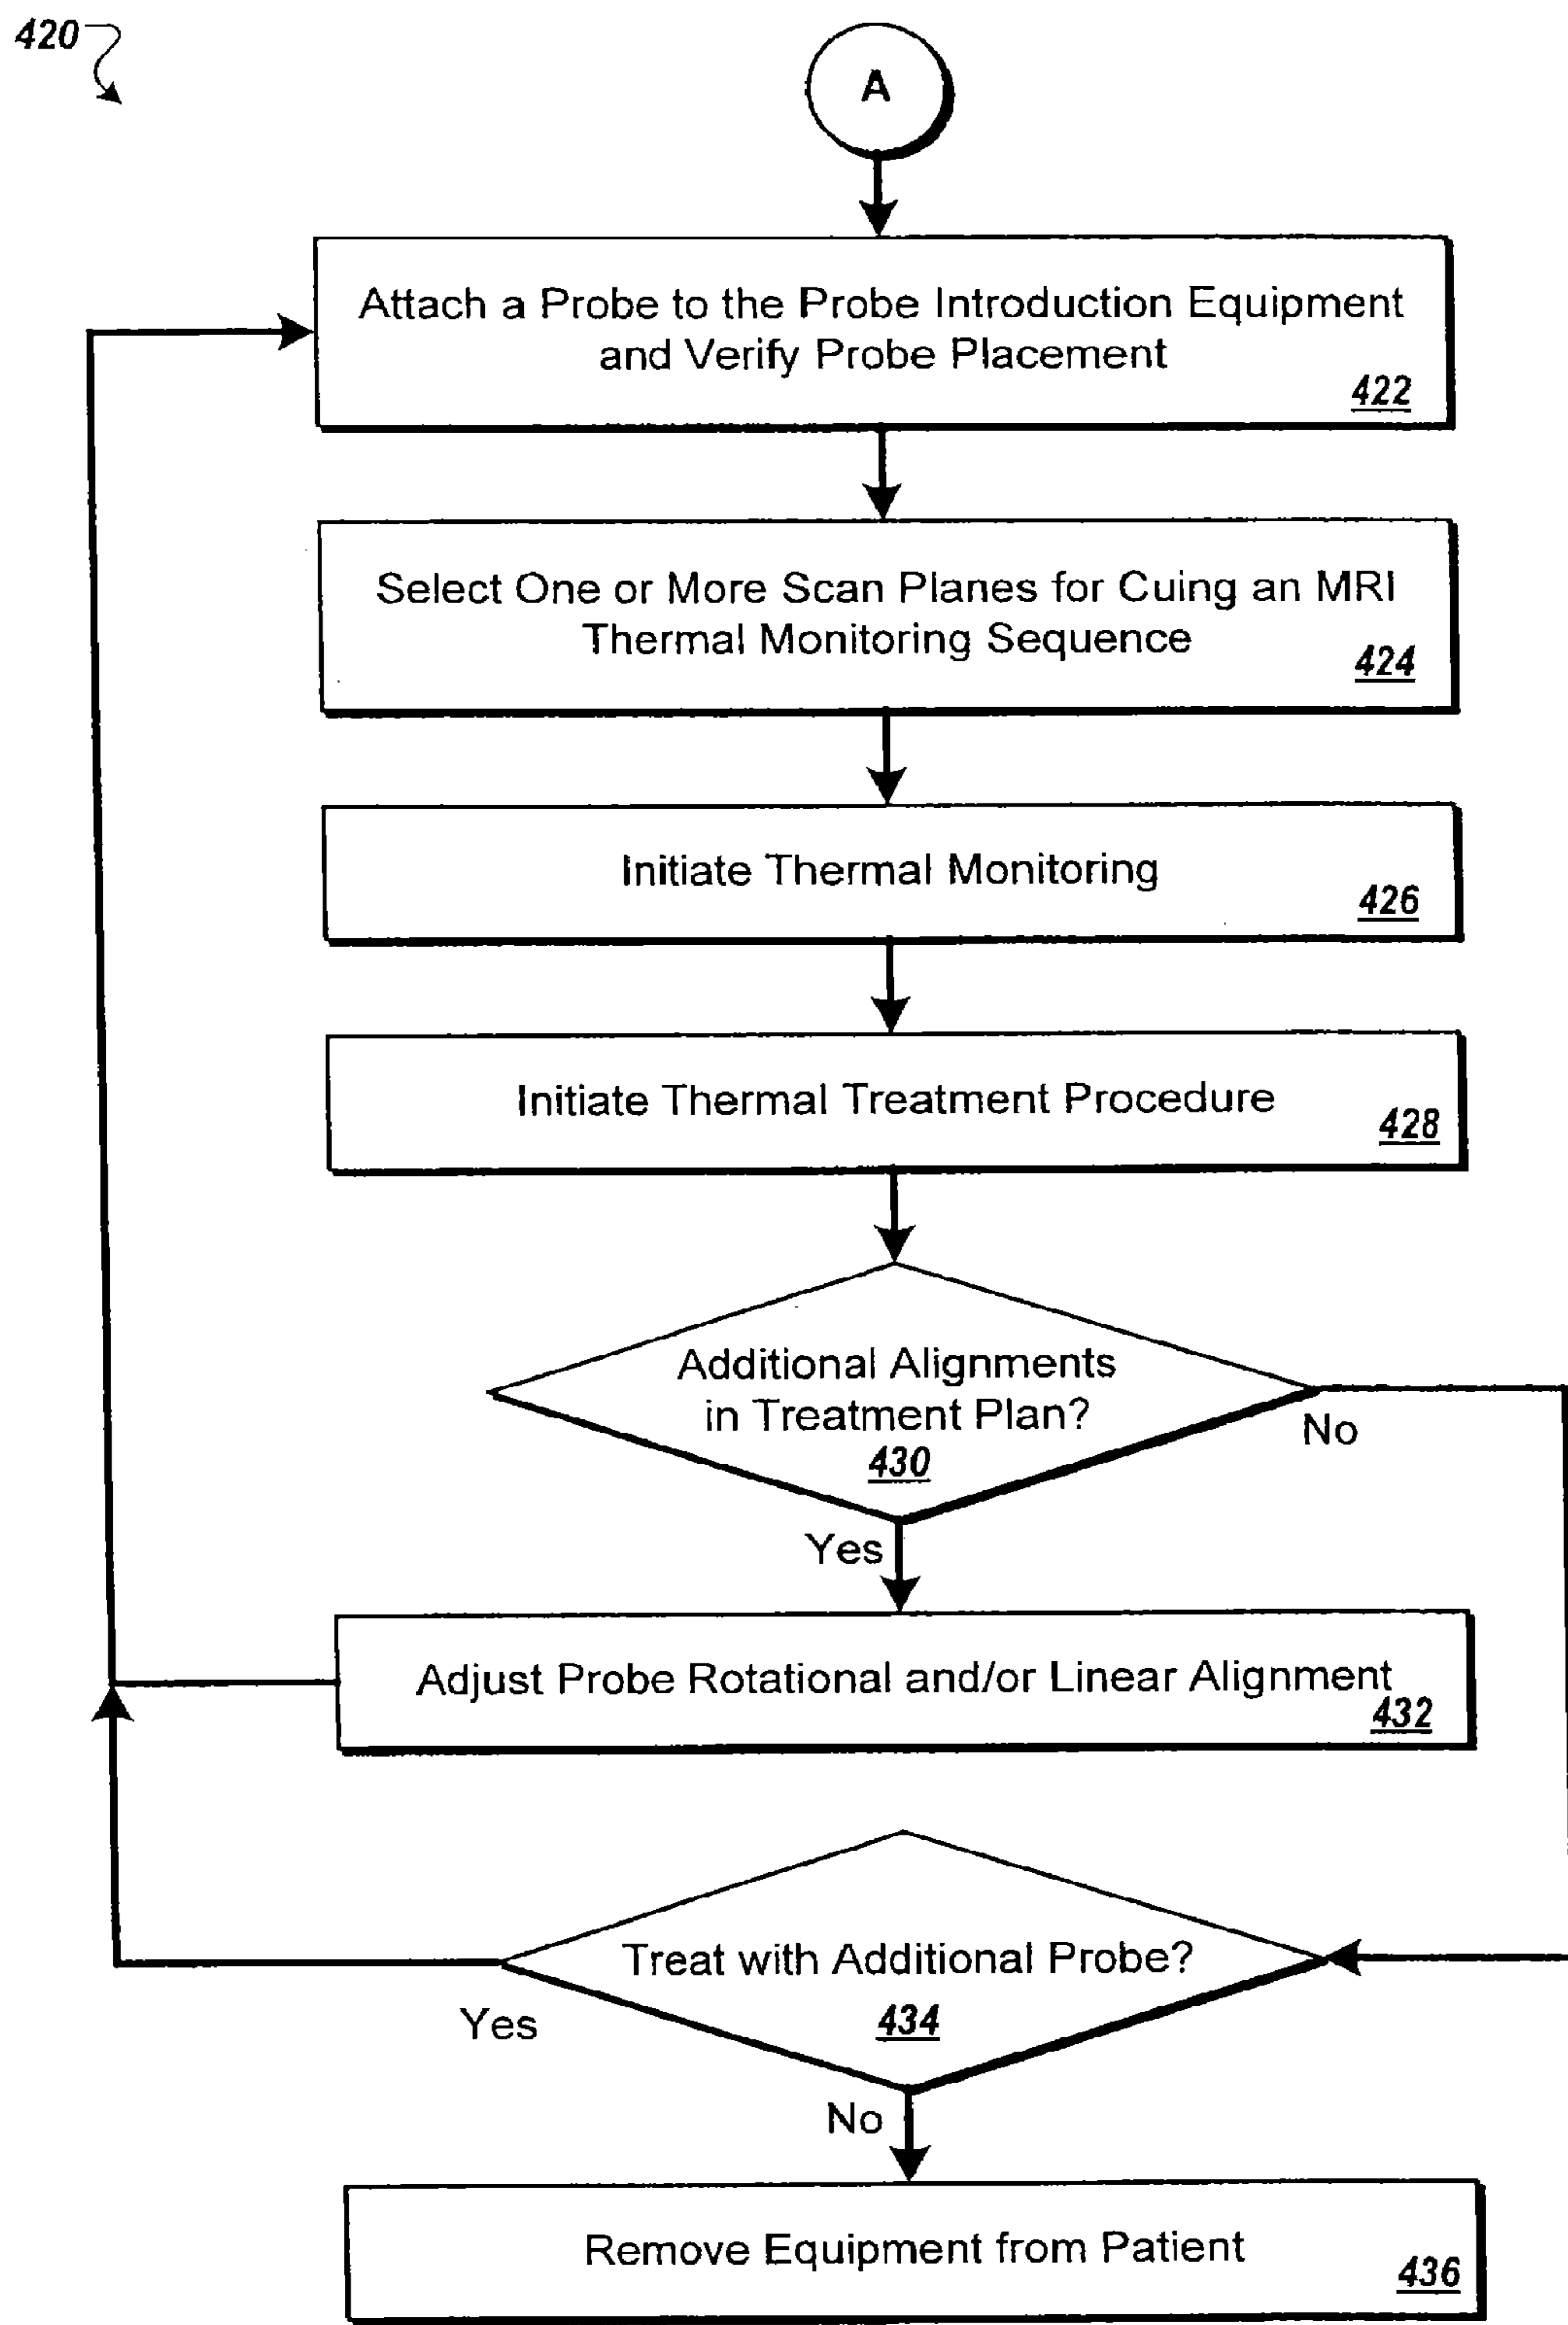 420
A
Attach a Probe to the Probe Introduction Equipment
and Verify Probe Placement
422
Select One or More Scan Planes for Cuing an MRI
Thermal Monitoring Sequence
424
Initiate Thermal Monitoring
426
Initiate Thermal Treatment Procedure
428
Additional Alignments
in Treatment Plan?
430
No
Yes
Adjust Probe Rotational and/or Linear Alignment
432
Treat with Additional Probe?
434
Yes
No
Remove Equipment from Patient
436